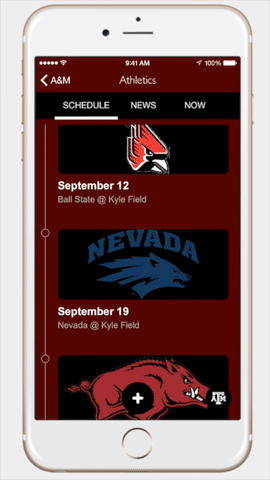 9:41 AM
100%
A&M
Athletics
SCHEDULE
NEWS
NOW
September 12
Ball State @ Kyle Field
NEVADA
September 19
Nevada @ Kyle Field
ATM